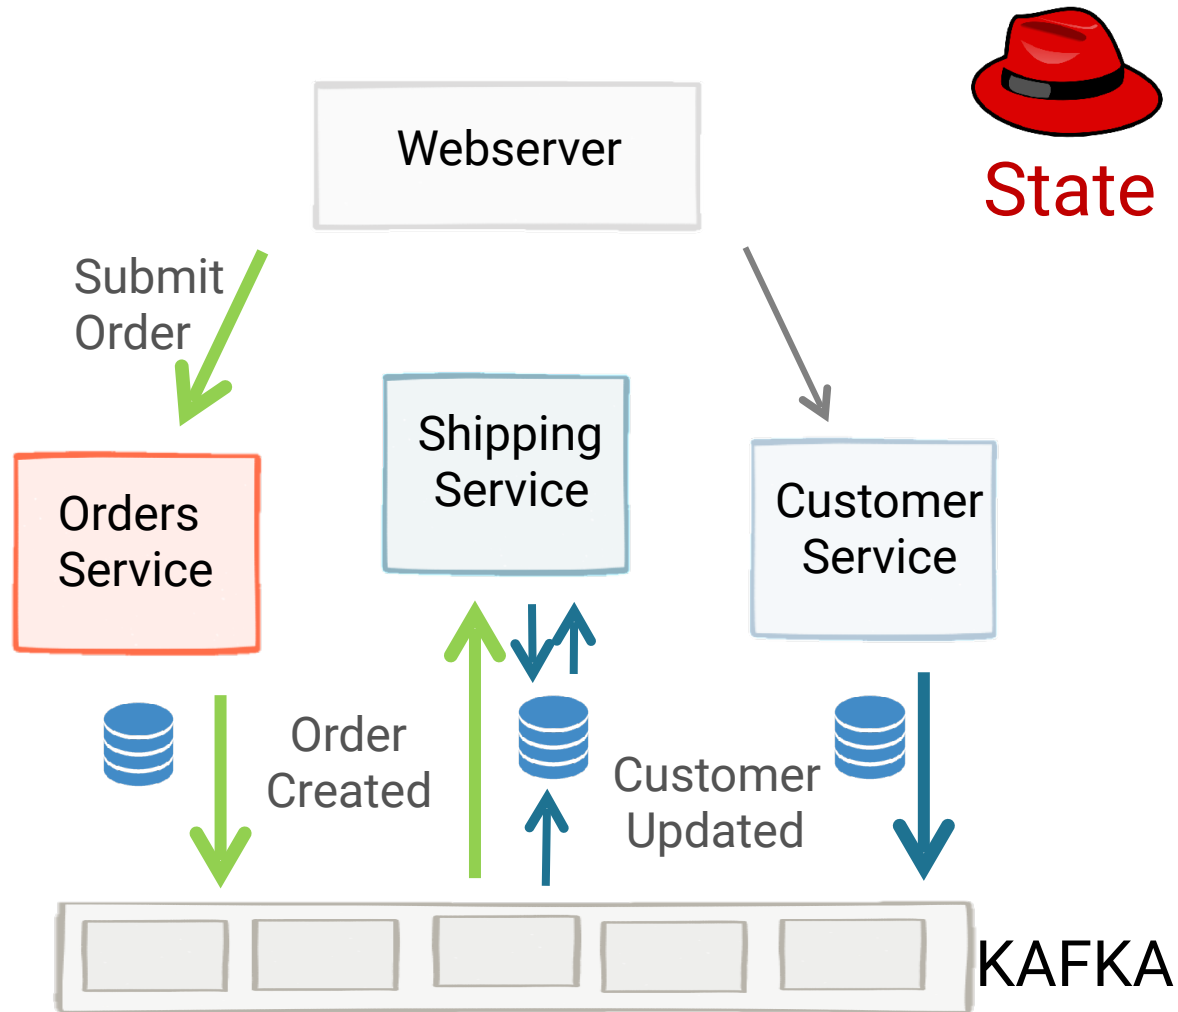 State
Webserver
Submit
Order
Shipping
Service
Orders
Service
Customer
Service
Order
Created
Customer
Updated
KAFKA